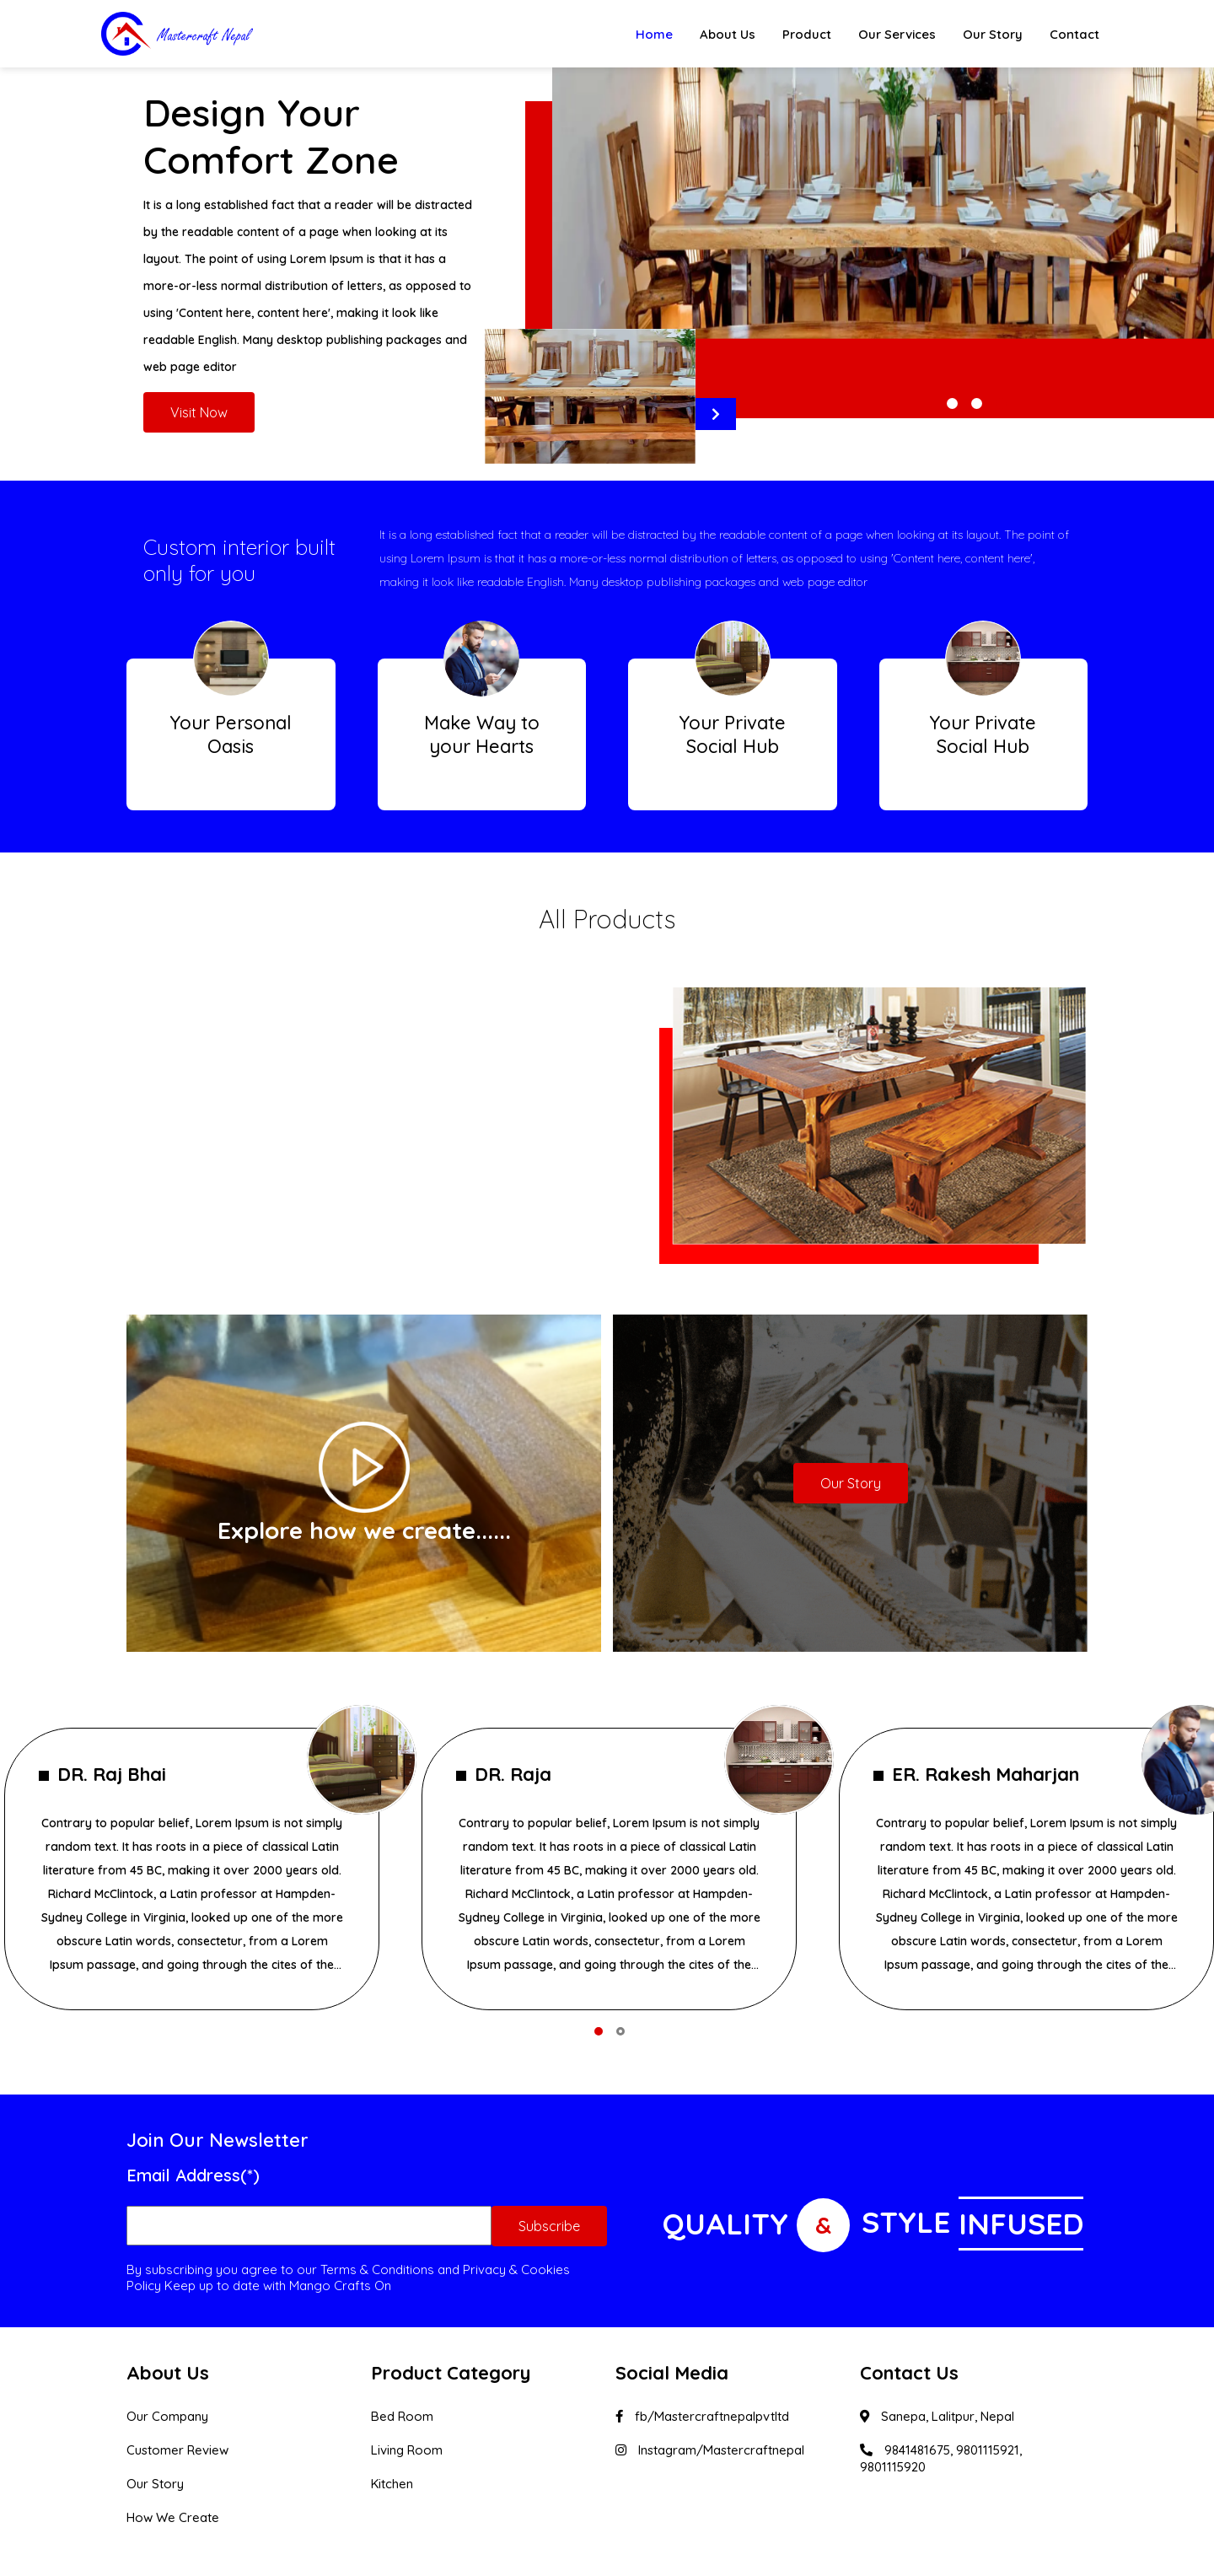 Mastercraft Nepal
Home About Us Product Our Services Our Story Contact
Design Your
Comfort Zone
It is a long established fact that a reader will be distracted
by the readable content of a page when looking at its
layout. The point of using Lorem Ipsum is that it has a
more-or-less normal distribution of letters, as opposed to
using 'Content here, content here', making it look like
readable English. Many desktop publishing packages and
web page editor
Visit Now
Custom interior built
only for you
It is a long established fact that a reader will be distracted by the readable content of a page when looking at its layout. The point of
using Lorem Ipsum is that it has a more-or-less normal distribution of letters, as opposed to using 'Content here, content here',
making it look like readable English. Many desktop publishing packages and web page editor
Your Personal
Oasis
Make Way to
your Hearts
Your Private
Social Hub
Your Private
Social Hub
All Products
Explore how we create......
Our Story
DR. Raj Bhai
Contrary to popular belief, Lorem Ipsum is not simply
random text. It has roots in a piece of classical Latin
literature from 45 BC, making it over 2000 years old.
Richard McClintock, a Latin professor at Hampden-
Sydney College in Virginia, looked up one of the more
obscure Latin words, consectetur, from a Lorem
Ipsum passage, and going through the cites of the...
DR. Raja
Contrary to popular belief, Lorem Ipsum is not simply
random text. It has roots in a piece of classical Latin
literature from 45 BC, making it over 2000 years old.
Richard McClintock, a Latin professor at Hampden-
Sydney College in Virginia, looked up one of the more
obscure Latin words, consectetur, from a Lorem
Ipsum passage, and going through the cites of the...
ER. Rakesh Maharjan
Contrary to popular belief, Lorem Ipsum is not simply
random text. It has roots in a piece of classical Latin
literature from 45 BC, making it over 2000 years old.
Richard McClintock, a Latin professor at Hampden-
Sydney College in Virginia, looked up one of the more
obscure Latin words, consectetur, from a Lorem
Ipsum passage, and going through the cites of the...
Join Our Newsletter
Email Address(*)
Subscribe
By subscribing you agree to our Terms & Conditions and Privacy & Cookies
Policy Keep up to date with Mango Crafts On
QUALITY & STYLE INFUSED
About Us
Our Company
Customer Review
Our Story
How We Create
Product Category
Bed Room
Living Room
Kitchen
Social Media
fb/Mastercraftnepalpvtltd
Instagram/Mastercraftnepal
Contact Us
Sanepa, Lalitpur, Nepal
9841481675, 9801115921,
9801115920